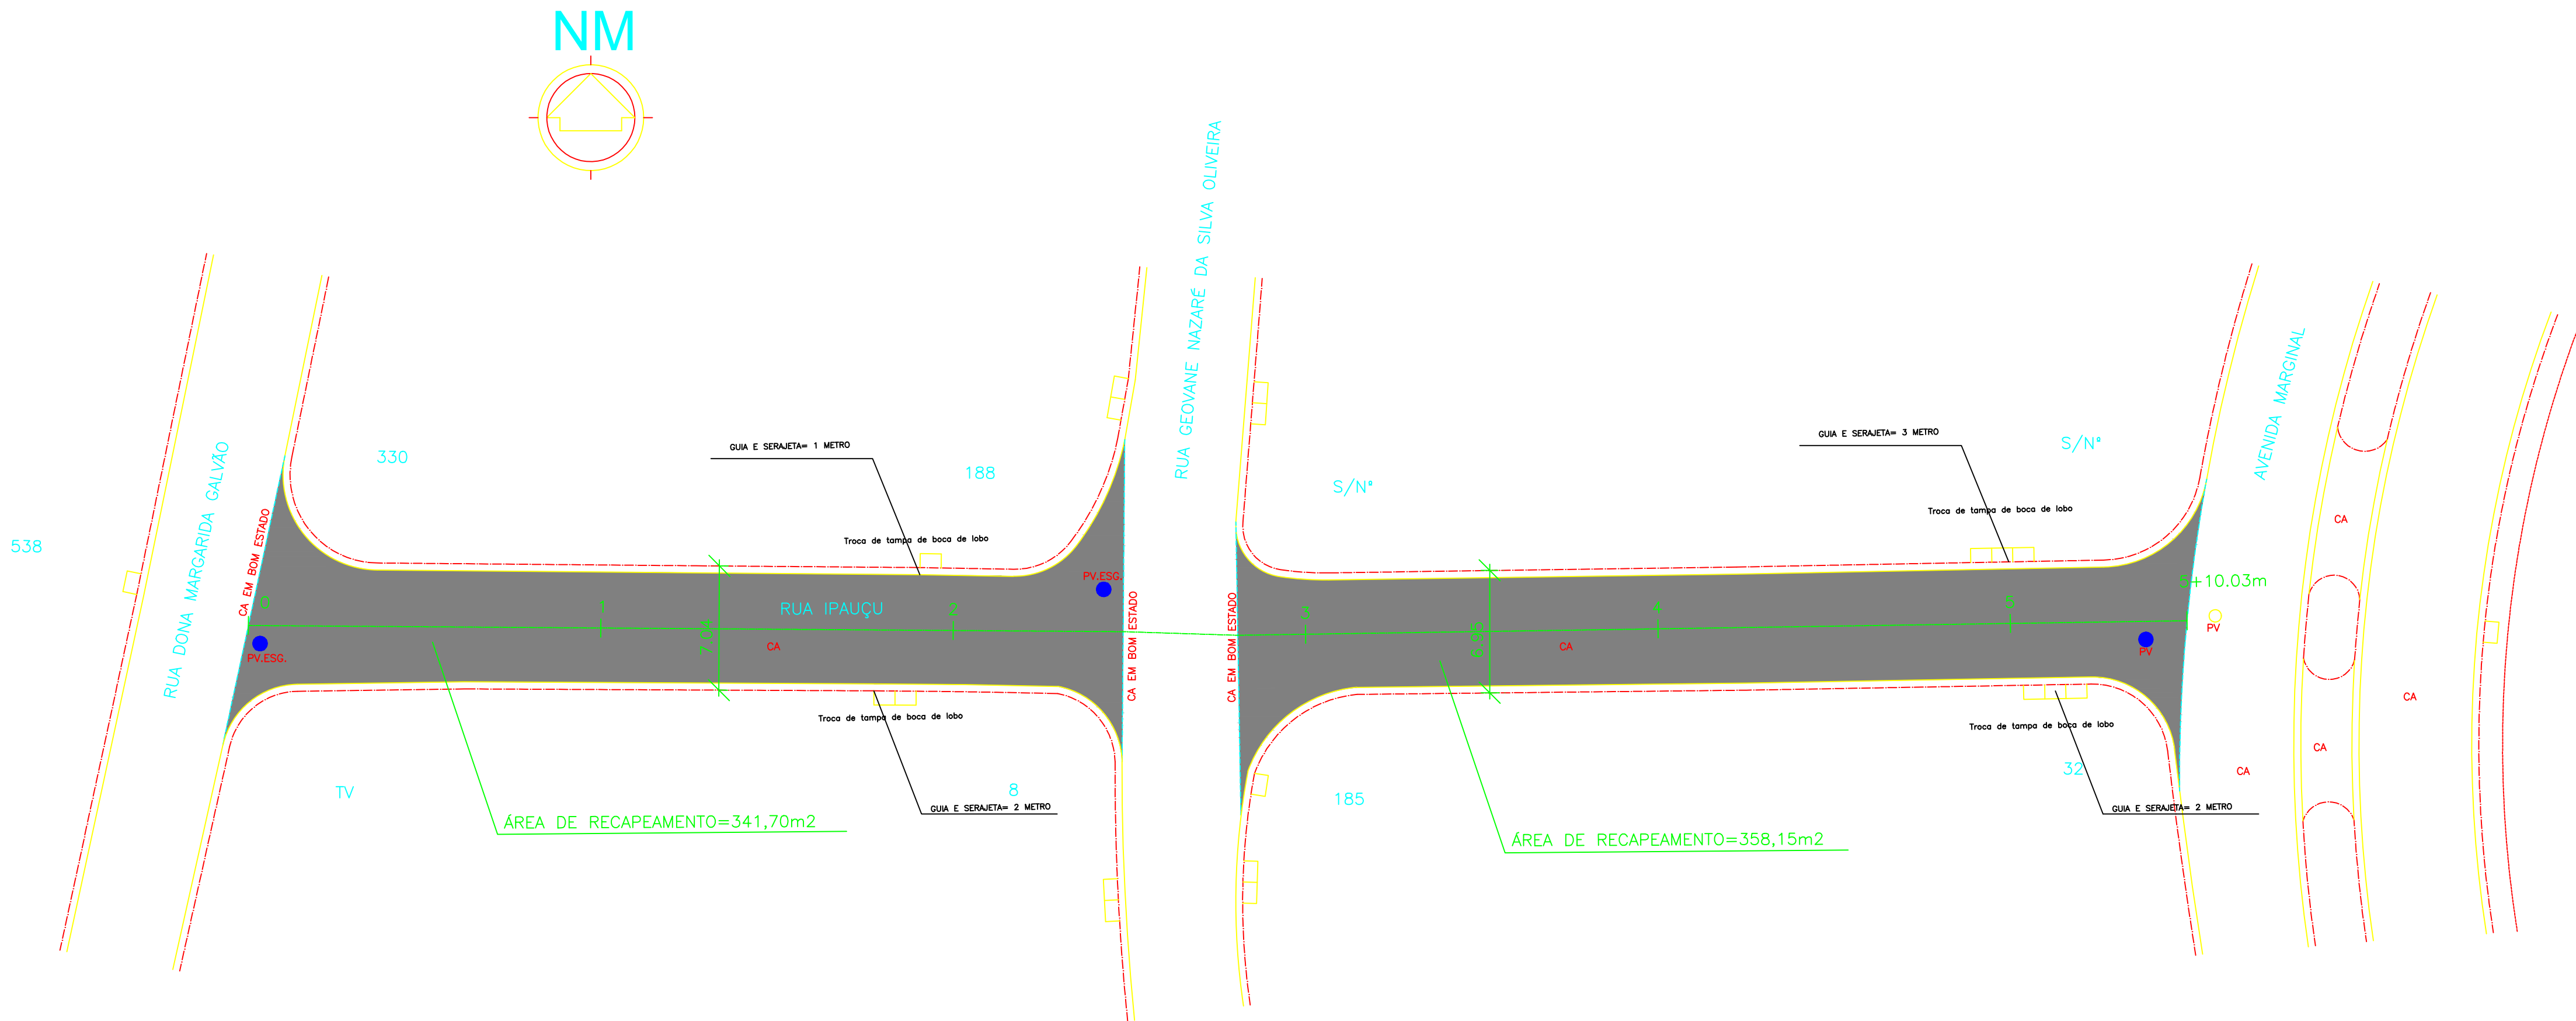 NM
RUA DONA MARGARIDA GALVÃO
RUA GEOVANE NAZARÉ DA SILVA OLIVEIRA
AVENIDA MARGINAL
538
330
188
S/N°
S/N°
GUIA E SERAJETA= 1 METRO
GUIA E SERAJETA= 3 METRO
Troca de tampa de boca de lobo
Troca de tampa de boca de lobo
CA EM BOM ESTADO
CA EM BOM ESTADO
CA EM BOM ESTADO
PV.ESG.
PV.ESG.
0
1
2
3
4
5
5+10.03m
RUA IPAUÇU
7.04
6.95
CA
CA
PV
PV
CA
CA
CA
CA
Troca de tampa de boca de lobo
Troca de tampa de boca de lobo
TV
8
185
32
GUIA E SERAJETA= 2 METRO
GUIA E SERAJETA= 2 METRO
ÁREA DE RECAPEAMENTO=341,70m2
ÁREA DE RECAPEAMENTO=358,15m2